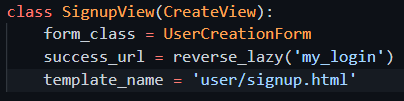 class SignupView(CreateView):
    form_class = UserCreationForm
    success_url = reverse_lazy('my_login')
    template_name = 'user/signup.html'